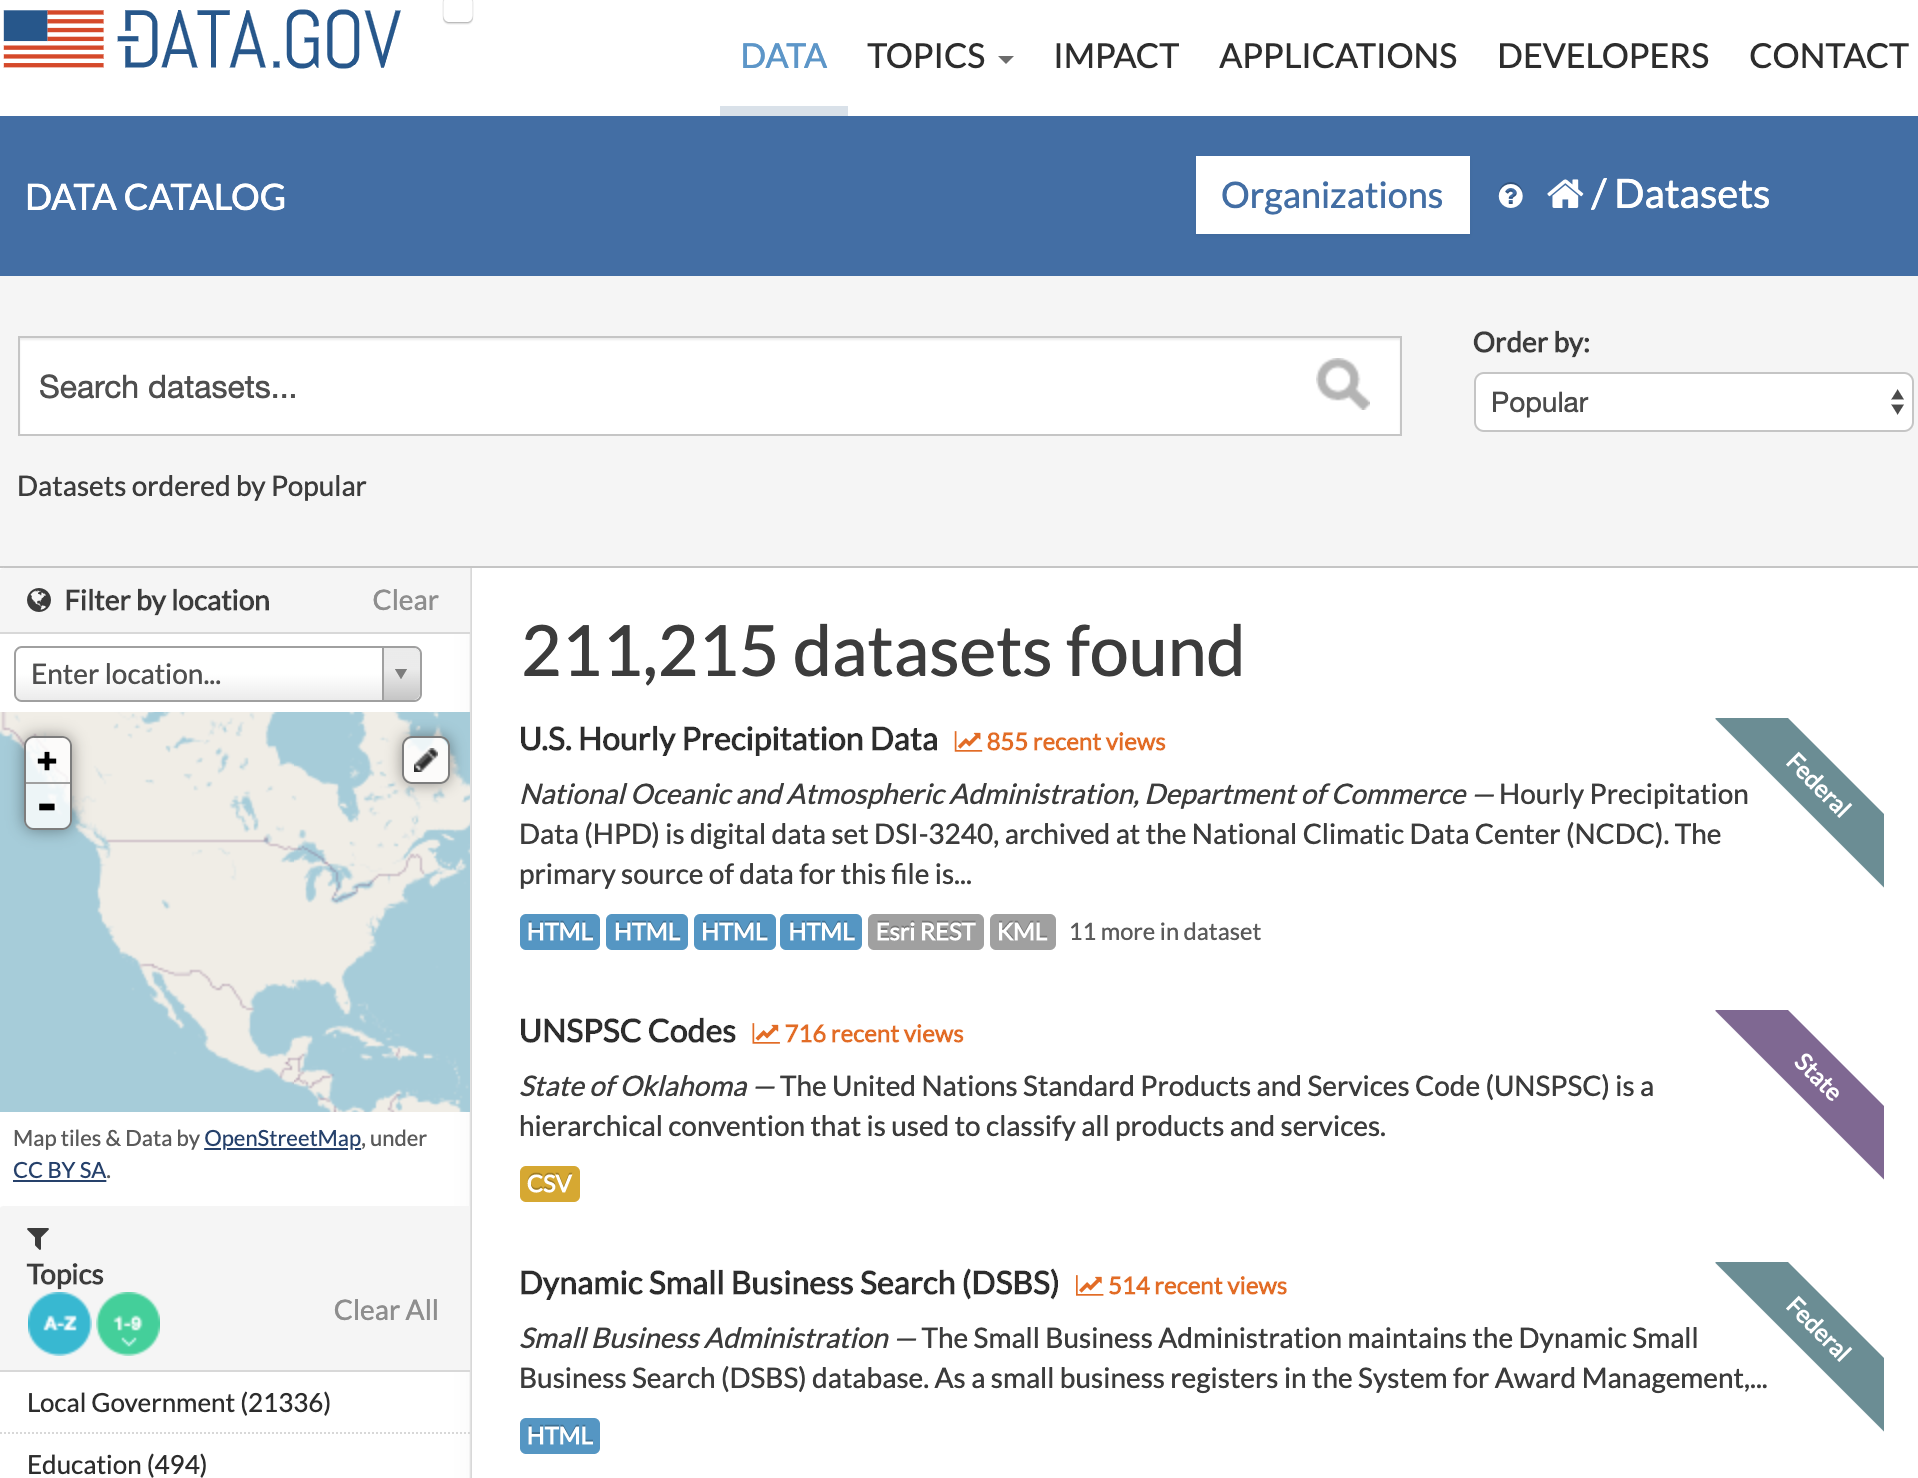 DATA.GOV
DATA TOPICS IMPACT APPLICATIONS DEVELOPERS CONTACT
DATA CATALOG
Organizations
? / Datasets
Search datasets...
Order by:
Popular
Datasets ordered by Popular
Filter by location Clear
Enter location...
+
-
Map tiles & Data by OpenStreetMap, under
CC BY SA.
Topics
A-Z 1-9
Clear All
Local Government (21336)
Education (494)
211,215 datasets found
U.S. Hourly Precipitation Data 855 recent views
Federal
National Oceanic and Atmospheric Administration, Department of Commerce — Hourly Precipitation
Data (HPD) is digital data set DSI-3240, archived at the National Climatic Data Center (NCDC). The
primary source of data for this file is...
HTML HTML HTML HTML Esri REST KML 11 more in dataset
UNSPSC Codes 716 recent views
State
State of Oklahoma — The United Nations Standard Products and Services Code (UNSPSC) is a
hierarchical convention that is used to classify all products and services.
CSV
Dynamic Small Business Search (DSBS) 514 recent views
Federal
Small Business Administration — The Small Business Administration maintains the Dynamic Small
Business Search (DSBS) database. As a small business registers in the System for Award Management,...
HTML